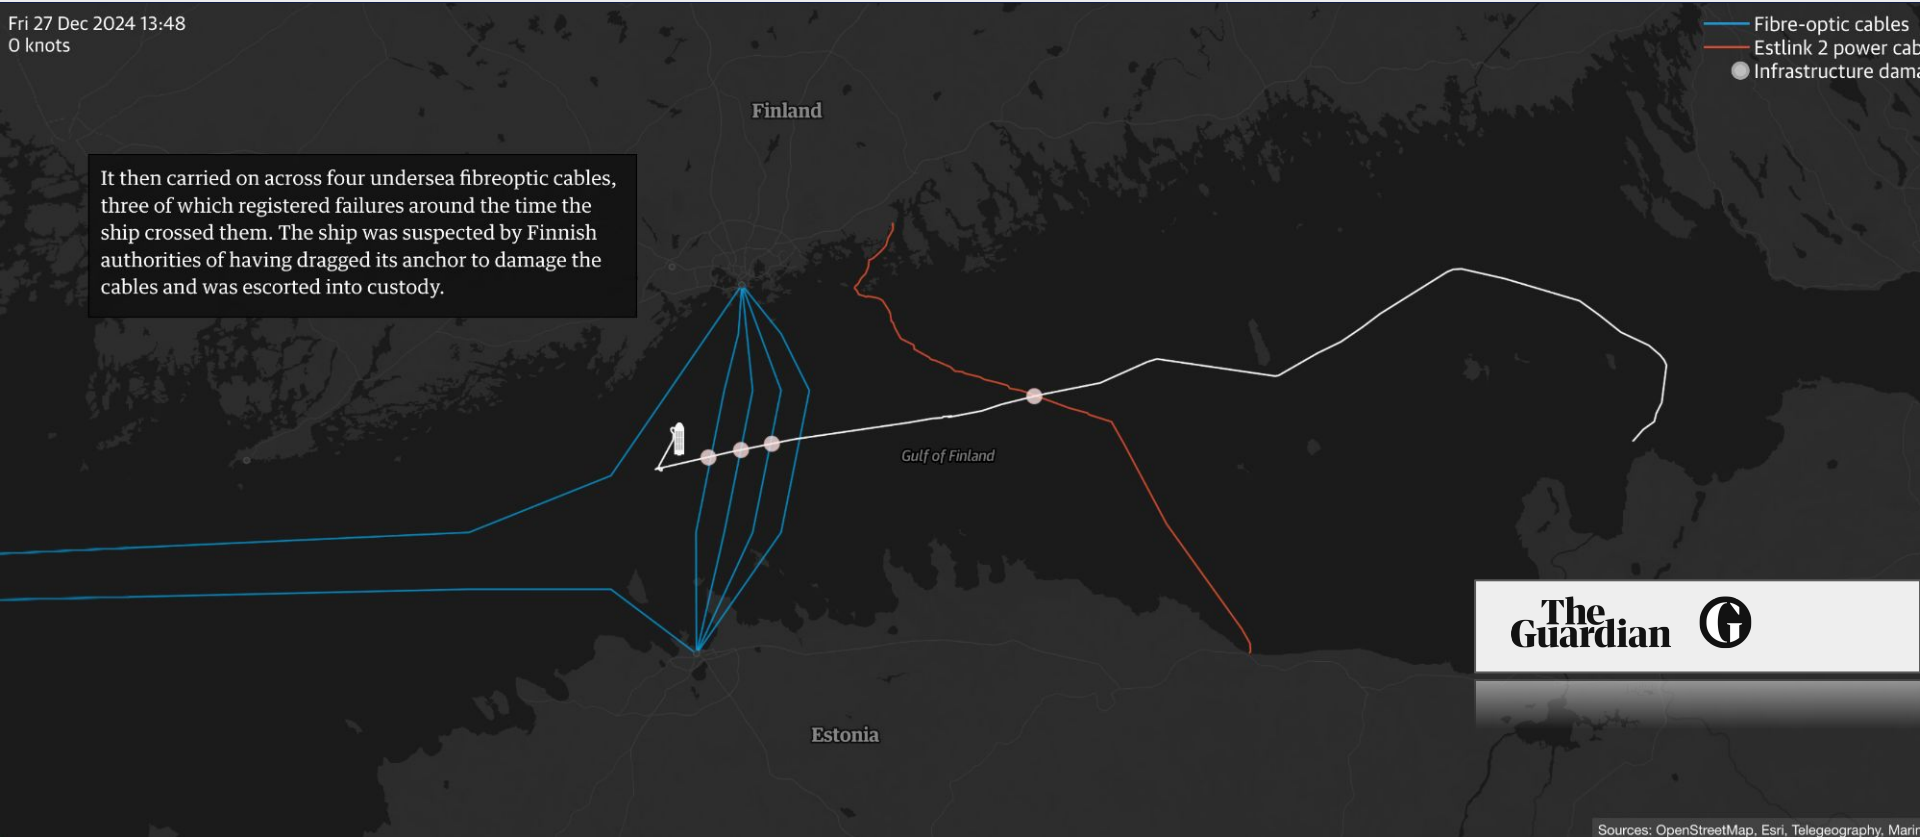 Fri 27 Dec 2024 13:48
0 knots
Fibre-optic cables
Estlink 2 power cab
Infrastructure dama
Finland
It then carried on across four undersea fibreoptic cables,
three of which registered failures around the time the
ship crossed them. The ship was suspected by Finnish
authorities of having dragged its anchor to damage the
cables and was escorted into custody.
Gulf of Finland
The
Guardian
G
Estonia
Sources: OpenStreetMap, Esri, Telegeography, Marin